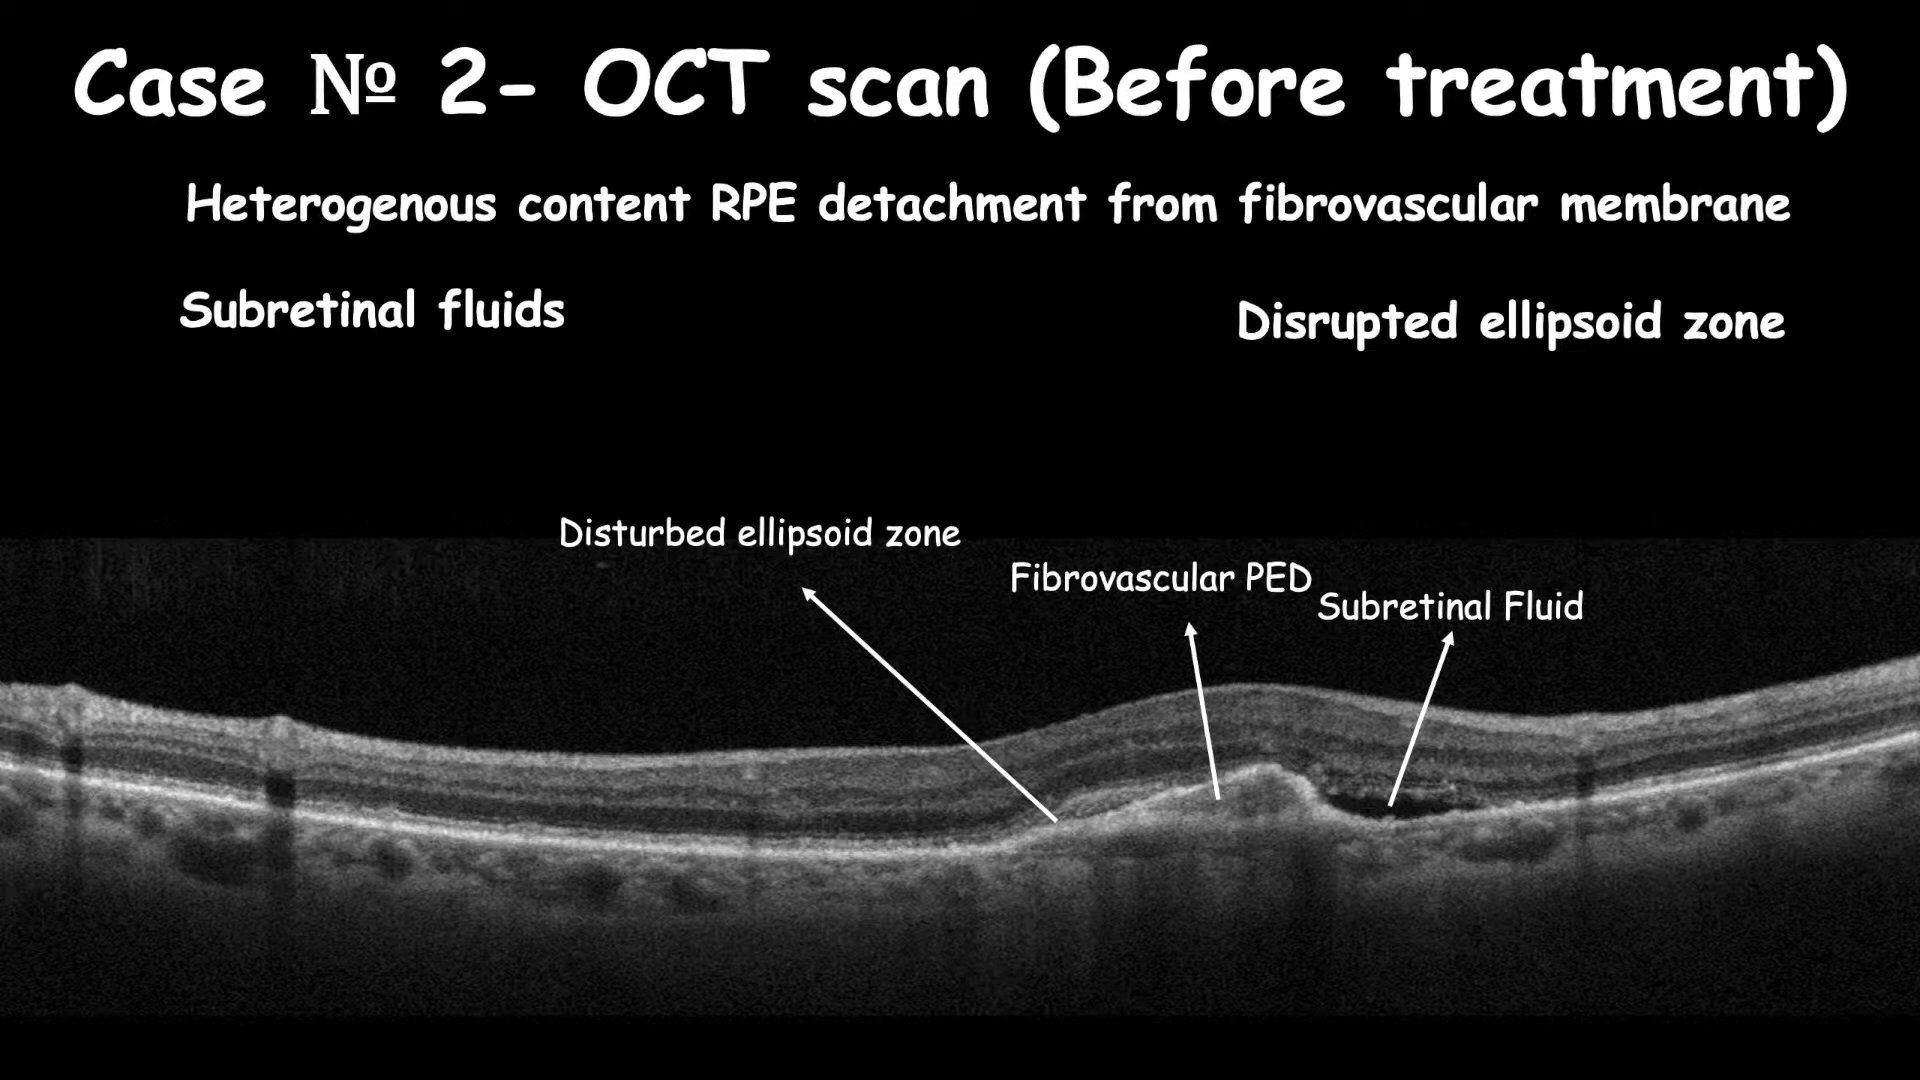 Case № 2- OCT scan (Before treatment)
Heterogenous content RPE detachment from fibrovascular membrane
Subretinal fluids
Disrupted ellipsoid zone
Disturbed ellipsoid zone
Fibrovascular PED
Subretinal Fluid